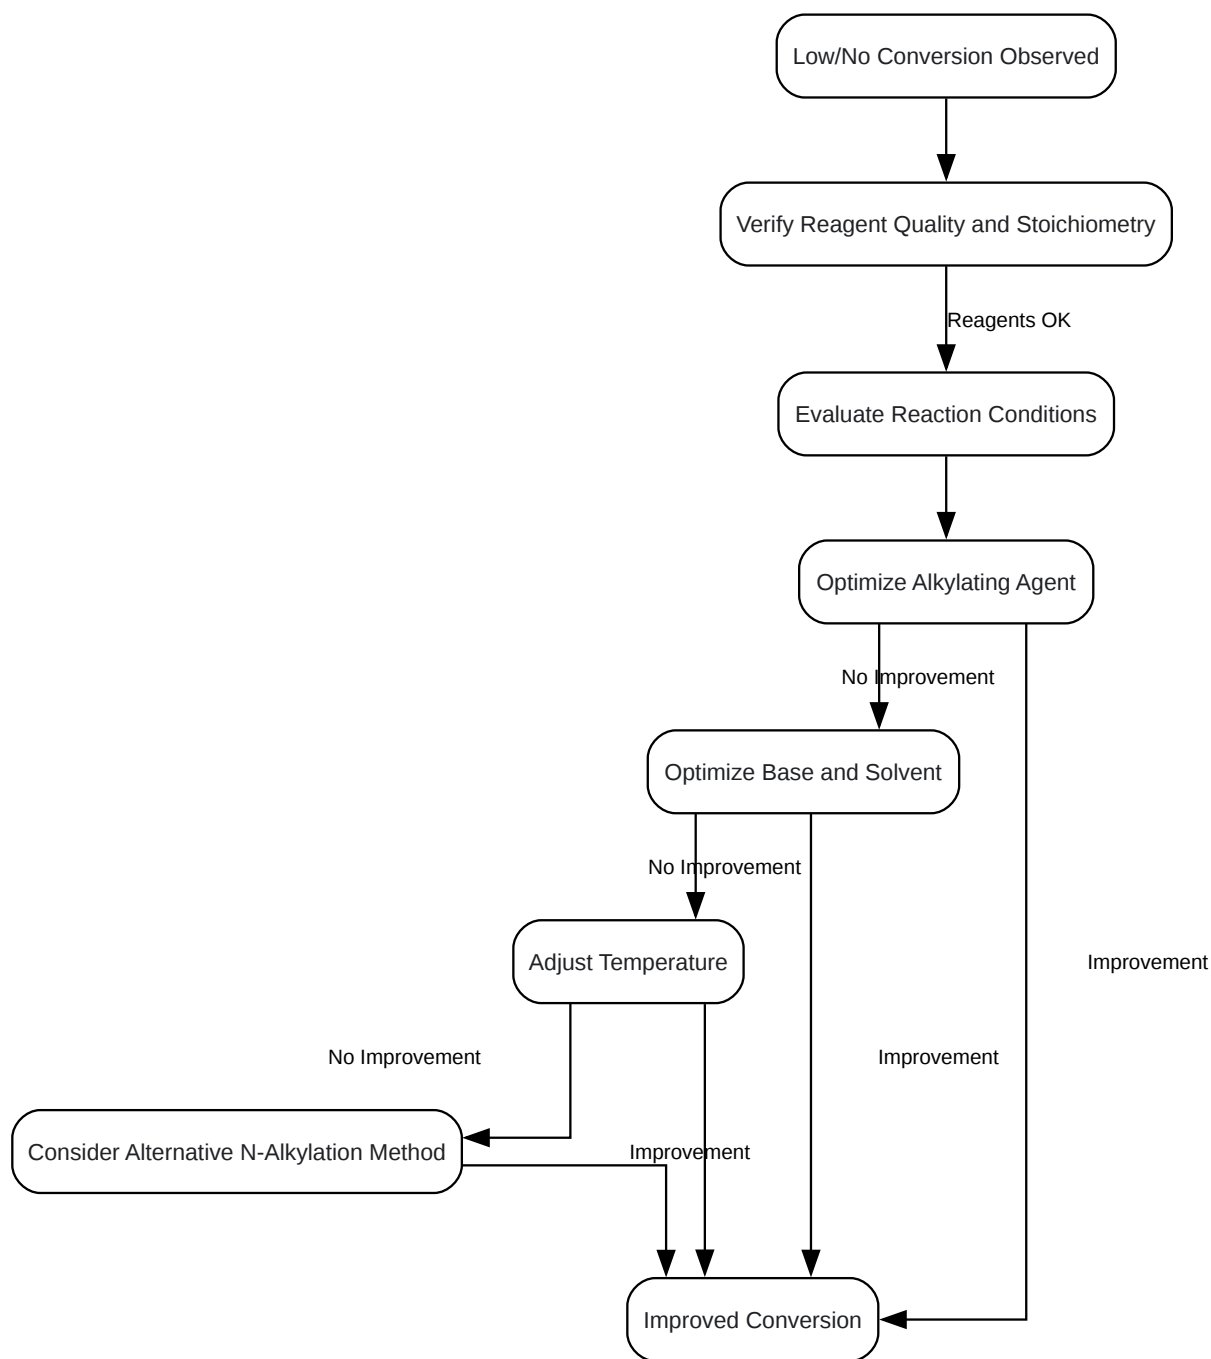 Low/No Conversion Observed
Verify Reagent Quality and Stoichiometry
Reagents OK
Evaluate Reaction Conditions
Optimize Alkylating Agent
No Improvement
Optimize Base and Solvent
No Improvement
Adjust Temperature
Improvement
No Improvement
Improvement
Consider Alternative N-Alkylation Method
Improvement
Improved Conversion